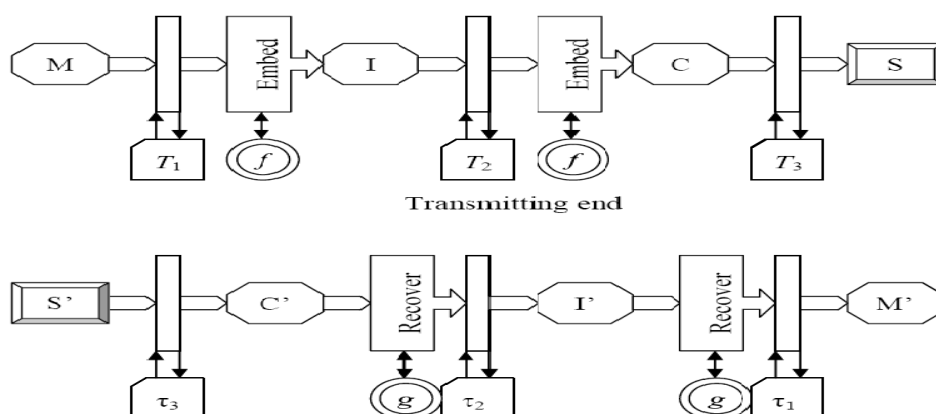 M Embed I Embed C S
T₁ f T₂ f T₃
Transmitting end
S' C' Recover I' Recover M'
τ₃ g τ₂ g τ₁